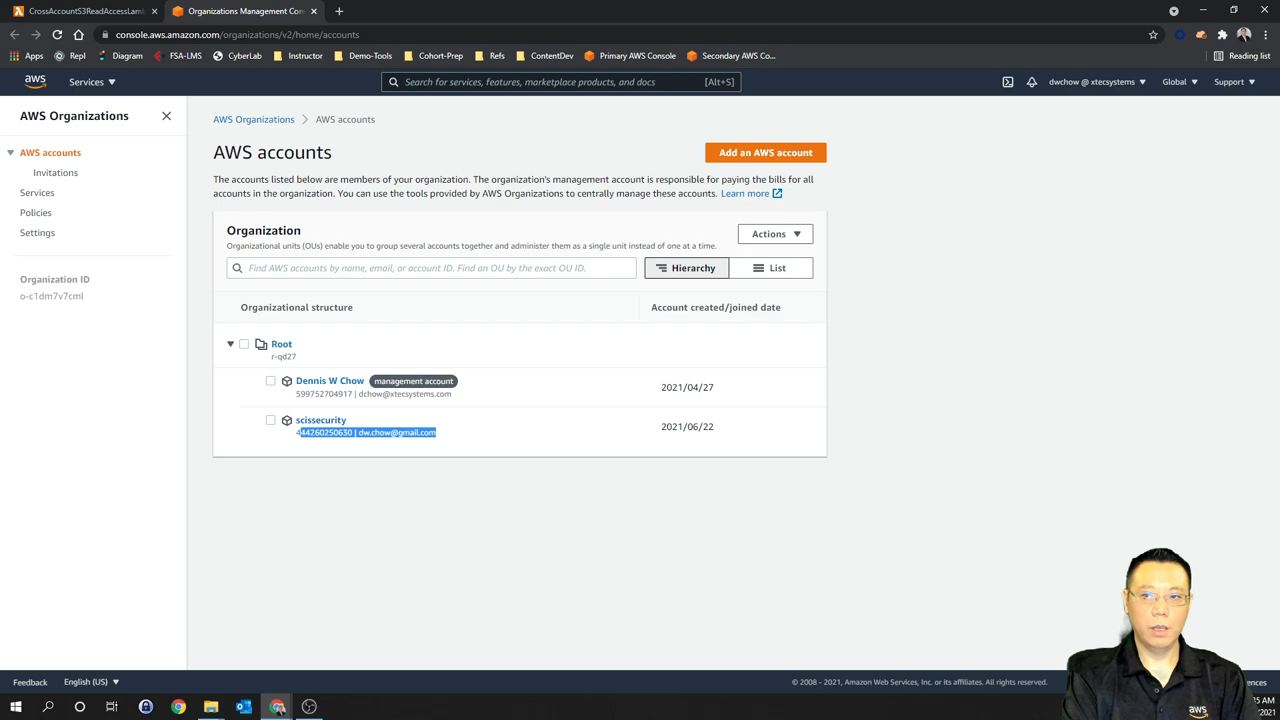 CrossAccountS3ReadAccessLaml
Organizations Management Con
console.aws.amazon.com/organizations/v2/home/accounts
Apps
Repl
Diagram
FSA-LMS
CyberLab
Instructor
Demo-Tools
Cohort-Prep
Refs
ContentDev
Primary AWS Console
Secondary AWS Co...
Reading list
aws
Services
Search for services, features, marketplace products, and docs
[Alt+S]
dwchow @ xtecsystems
Global
Support
AWS Organizations
AWS accounts
Invitations
Services
Policies
Settings
Organization ID
o-c1dm7v7cml
AWS Organizations
AWS accounts
AWS accounts
Add an AWS account
The accounts listed below are members of your organization. The organization's management account is responsible for paying the bills for all
accounts in the organization. You can use the tools provided by AWS Organizations to centrally manage these accounts. Learn more
Organization
Actions
Organizational units (OUs) enable you to group several accounts together and administer them as a single unit instead of one at a time.
Find AWS accounts by name, email, or account ID. Find an OU by the exact OU ID.
Hierarchy
List
Organizational structure
Account created/joined date
Root
r-qd27
Dennis W Chow
management account
599752704917 | dchow@xtecsystems.com
2021/04/27
scissecurity
444260250630 | dw.chow@gmail.com
2021/06/22
Feedback
English (US)
© 2008 - 2021, Amazon Web Services, Inc. or its affiliates. All rights reserved.
aws